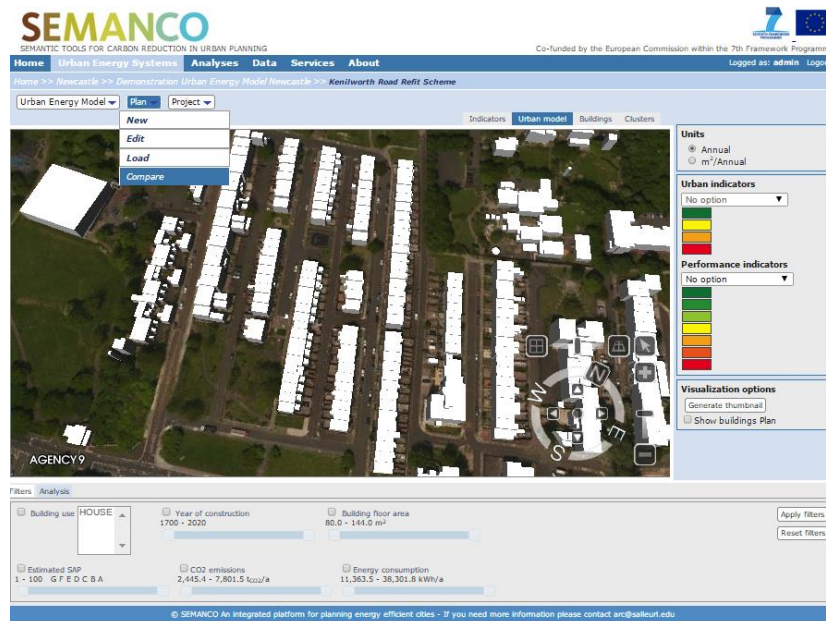 SEMANCO
SEMANTIC TOOLS FOR CARBON REDUCTION IN URBAN PLANNING
SEVENTH FRAMEWORK
PROGRAMME
Co-funded by the European Commission within the 7th Framework Programm
Home Urban Energy Systems Analyses Data Services About
Logged as: admin Logou
Home >> Newcastle >> Demonstration Urban Energy Model Newcastle >> Kenilworth Road Refit Scheme
Urban Energy Model Plan Project
New
Edit
Load
Compare
Indicators Urban model Buildings Clusters
Units
Annual
m²/Annual
Urban indicators
No option
Performance indicators
No option
Visualization options
Generate thumbnail
Show buildings Plan
N
W
E
S
AGENCY9
Filters Analysis
Building use HOUSE
Year of construction
1700 - 2020
Building floor area
80.0 - 144.0 m²
Apply filters
Reset filters
Estimated SAP
1 - 100 G F E D C B A
CO2 emissions
2,445.4 - 7,801.5 tCO2/a
Energy consumption
11,363.5 - 38,301.8 kWh/a
© SEMANCO An integrated platform for planning energy efficient cities - If you need more information please contact arc@salleurl.edu